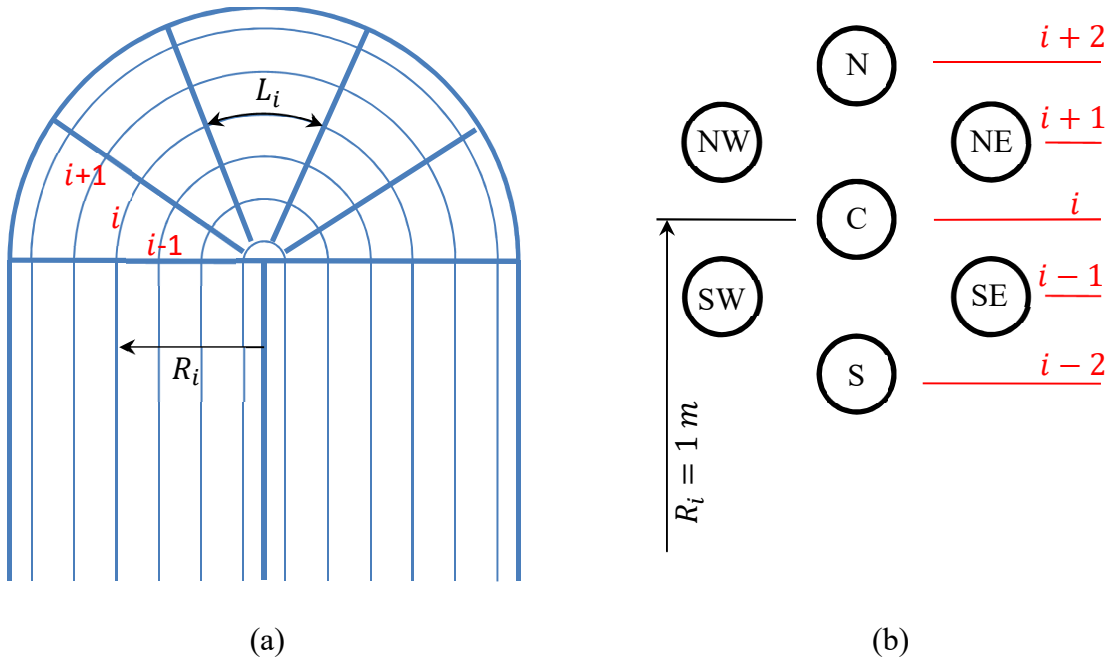 L_i
i+1
i
i-1
R_i
(a)
N
i + 2
NW
NE
i + 1
C
i
SW
SE
i − 1
S
i − 2
R_i = 1 m
(b)